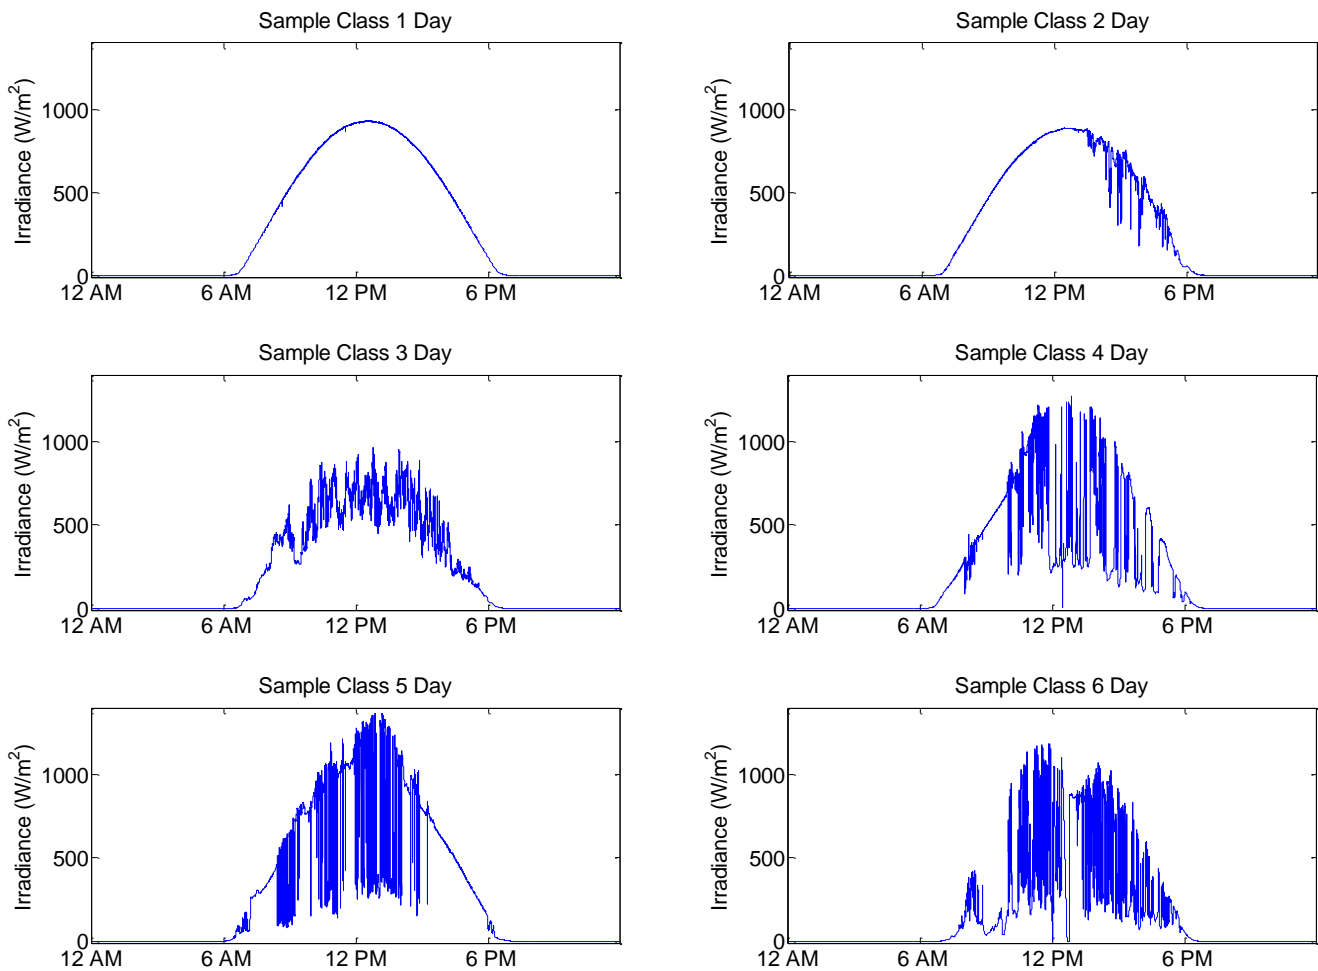 Sample Class 1 Day
Irradiance (W/m²)
1000
500
0
12 AM 6 AM 12 PM 6 PM
Sample Class 2 Day
Irradiance (W/m²)
1000
500
0
12 AM 6 AM 12 PM 6 PM
Sample Class 3 Day
Irradiance (W/m²)
1000
500
0
12 AM 6 AM 12 PM 6 PM
Sample Class 4 Day
Irradiance (W/m²)
1000
500
0
12 AM 6 AM 12 PM 6 PM
Sample Class 5 Day
Irradiance (W/m²)
1000
500
0
12 AM 6 AM 12 PM 6 PM
Sample Class 6 Day
Irradiance (W/m²)
1000
500
0
12 AM 6 AM 12 PM 6 PM